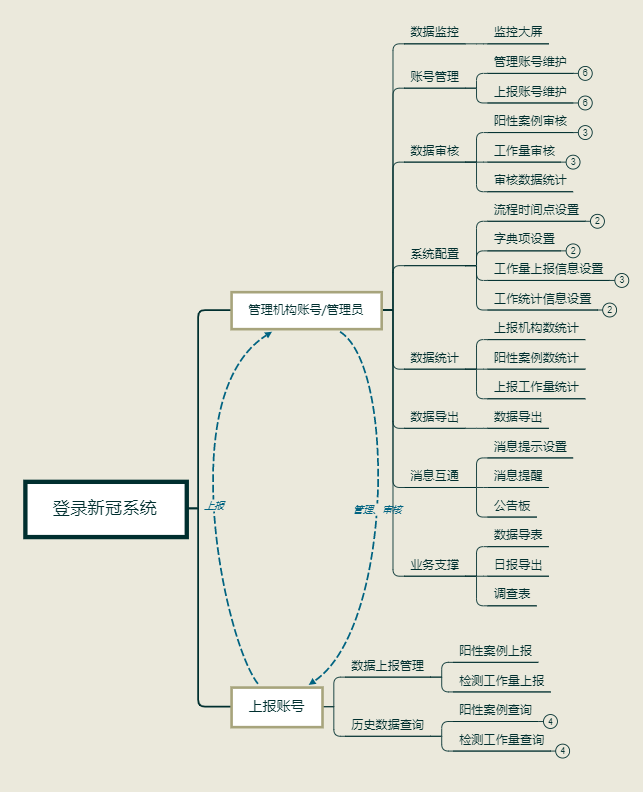 数据监控
监控大屏
账号管理
管理账号维护
6
上报账号维护
6
数据审核
阳性案例审核
3
工作量审核
3
审核数据统计
系统配置
流程时间点设置
2
字典项设置
2
工作量上报信息设置
3
工作统计信息设置
2
管理机构账号/管理员
数据统计
上报机构数统计
阳性案例数统计
上报工作量统计
数据导出
数据导出
消息互通
消息提示设置
消息提醒
公告板
业务支撑
数据导表
日报导出
调查表
登录新冠系统
上报
管理、审核
上报账号
数据上报管理
阳性案例上报
检测工作量上报
历史数据查询
阳性案例查询
4
检测工作量查询
4